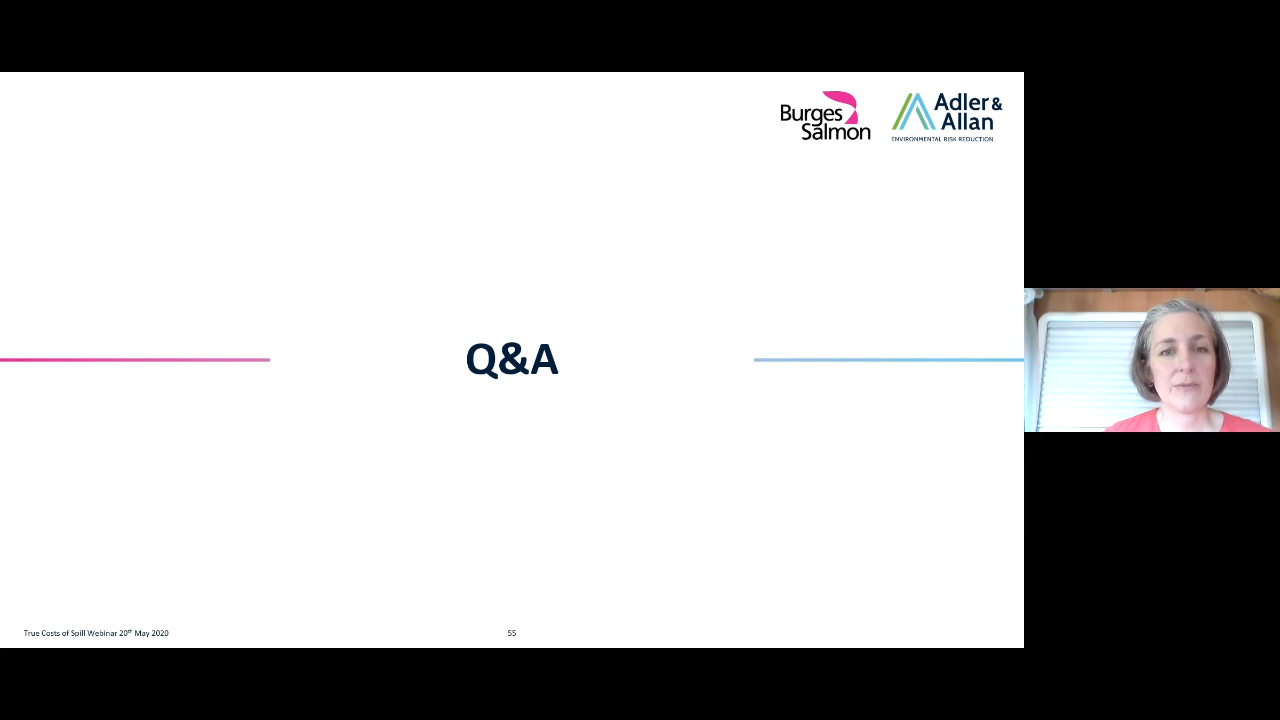 Burges
Salmon
Adler &
Allan
ENVIRONMENTAL RISK REDUCTION
Q&A
True Costs of Spill Webinar 20th May 2020
55